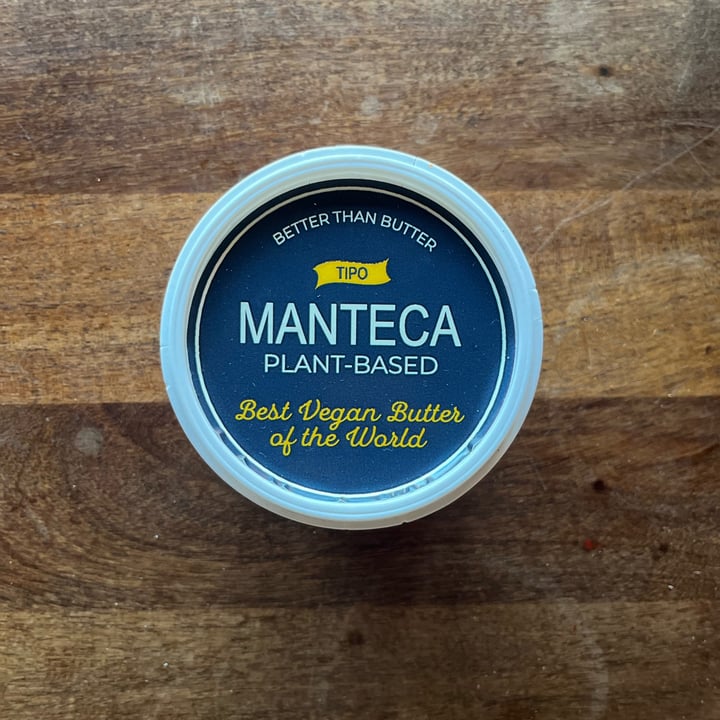 BETTER THAN BUTTER
TIPO
MANTECA
PLANT-BASED
Best Vegan Butter
of the World